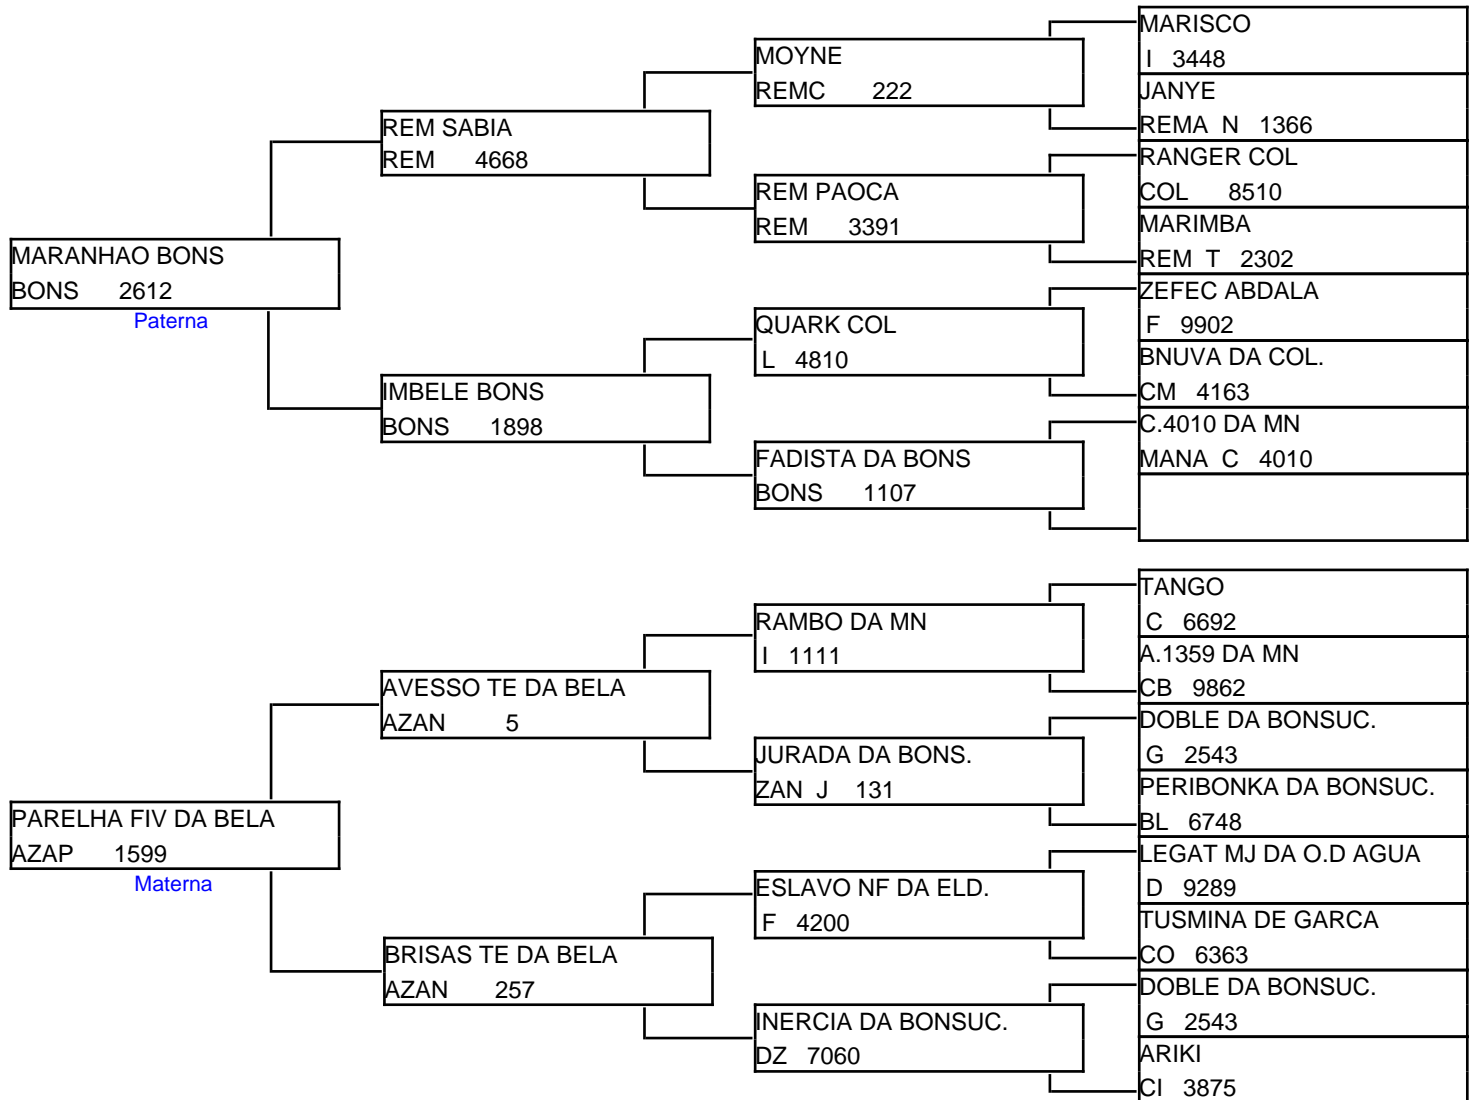 MARISCO
I 3448
MOYNE
REMC 222
JANYE
REMA N 1366
REM SABIA
REM 4668
RANGER COL
COL 8510
REM PAOCA
REM 3391
MARIMBA
REM T 2302
MARANHAO BONS
BONS 2612
Paterna
ZEFEC ABDALA
F 9902
QUARK COL
L 4810
BNUVA DA COL.
CM 4163
IMBELE BONS
BONS 1898
C.4010 DA MN
MANA C 4010
FADISTA DA BONS
BONS 1107
TANGO
C 6692
RAMBO DA MN
I 1111
A.1359 DA MN
CB 9862
AVESSO TE DA BELA
AZAN 5
DOBLE DA BONSUC.
G 2543
JURADA DA BONS.
ZAN J 131
PERIBONKA DA BONSUC.
BL 6748
PARELHA FIV DA BELA
AZAP 1599
Materna
LEGAT MJ DA O.D AGUA
D 9289
ESLAVO NF DA ELD.
F 4200
TUSMINA DE GARCA
CO 6363
BRISAS TE DA BELA
AZAN 257
DOBLE DA BONSUC.
G 2543
INERCIA DA BONSUC.
DZ 7060
ARIKI
CI 3875